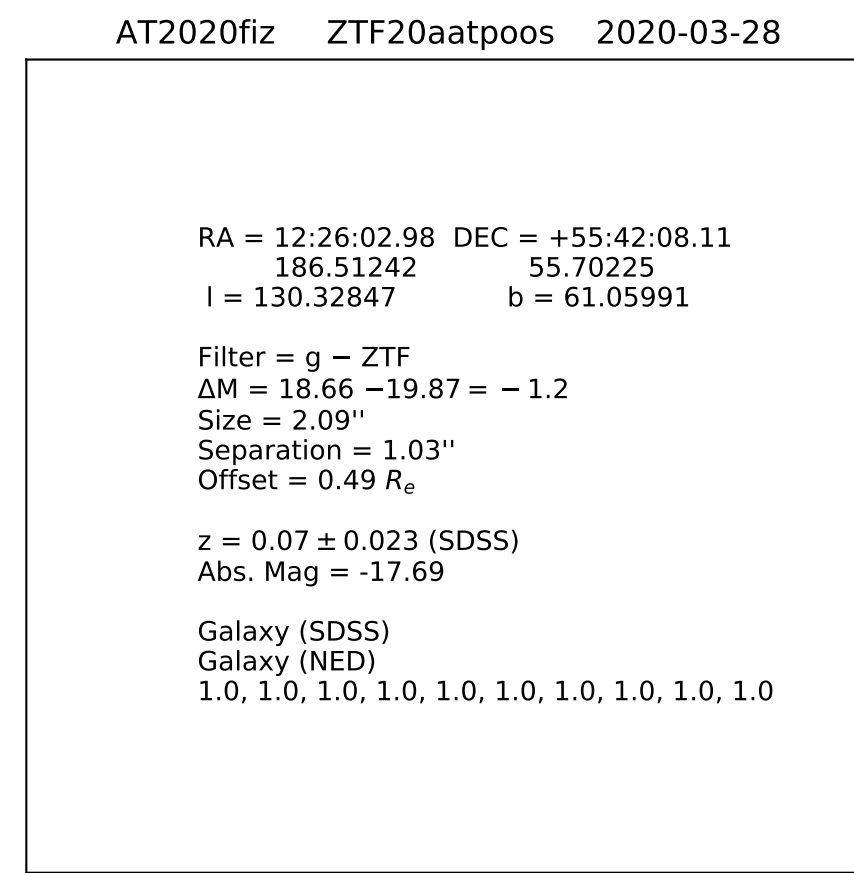 AT2020fiz ZTF20aatpoos 2020-03-28
RA = 12:26:02.98 DEC = +55:42:08.11
186.51242 55.70225
l = 130.32847 b = 61.05991
Filter = g − ZTF
ΔM = 18.66 −19.87 = − 1.2
Size = 2.09''
Separation = 1.03''
Offset = 0.49 Re
z = 0.07 ± 0.023 (SDSS)
Abs. Mag = -17.69
Galaxy (SDSS)
Galaxy (NED)
1.0, 1.0, 1.0, 1.0, 1.0, 1.0, 1.0, 1.0, 1.0, 1.0